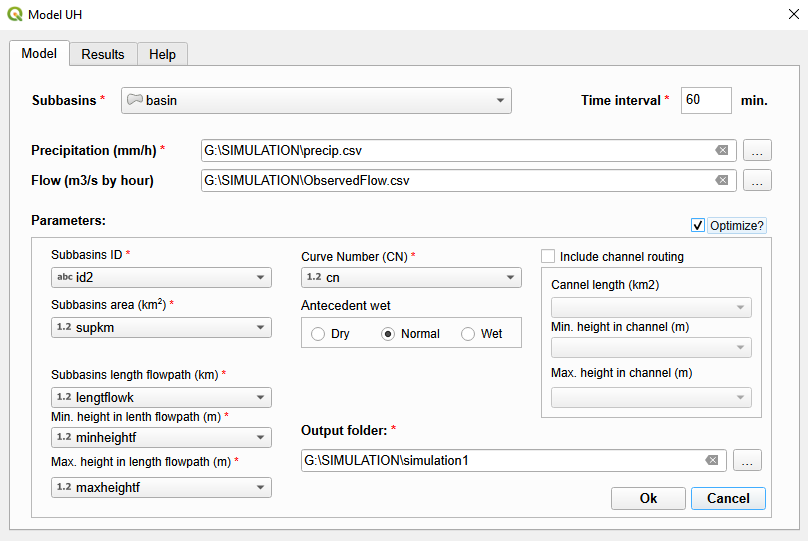 Model UH
Model Results Help
Subbasins * basin Time interval * 60 min.
Precipitation (mm/h) * G:\SIMULATION\precip.csv ...
Flow (m3/s by hour) G:\SIMULATION\ObservedFlow.csv ...
Parameters: Optimize?
Subbasins ID *
abc id2
Subbasins area (km2) *
1.2 supkm
Subbasins length flowpath (km) *
1.2 lengtflowk
Min. height in lenth flowpath (m) *
1.2 minheightf
Max. height in length flowpath (m) *
1.2 maxheightf
Curve Number (CN) *
1.2 cn
Antecedent wet
Dry Normal Wet
Include channel routing
Cannel length (km2)
Min. height in channel (m)
Max. height in channel (m)
Output folder: *
G:\SIMULATION\simulation1 ...
Ok Cancel